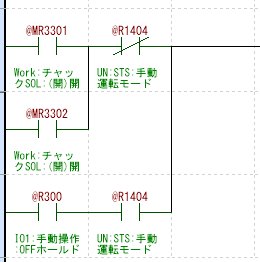 @MR3301 @R1404
Work:チャッ UN:STS:手動
クSOL:(開)開 運転モード
@MR3302
Work:チャッ
クSOL:(開)開
@R300 @R1404
IO1:手動操作 UN:STS:手動
:OFFホールド 運転モード